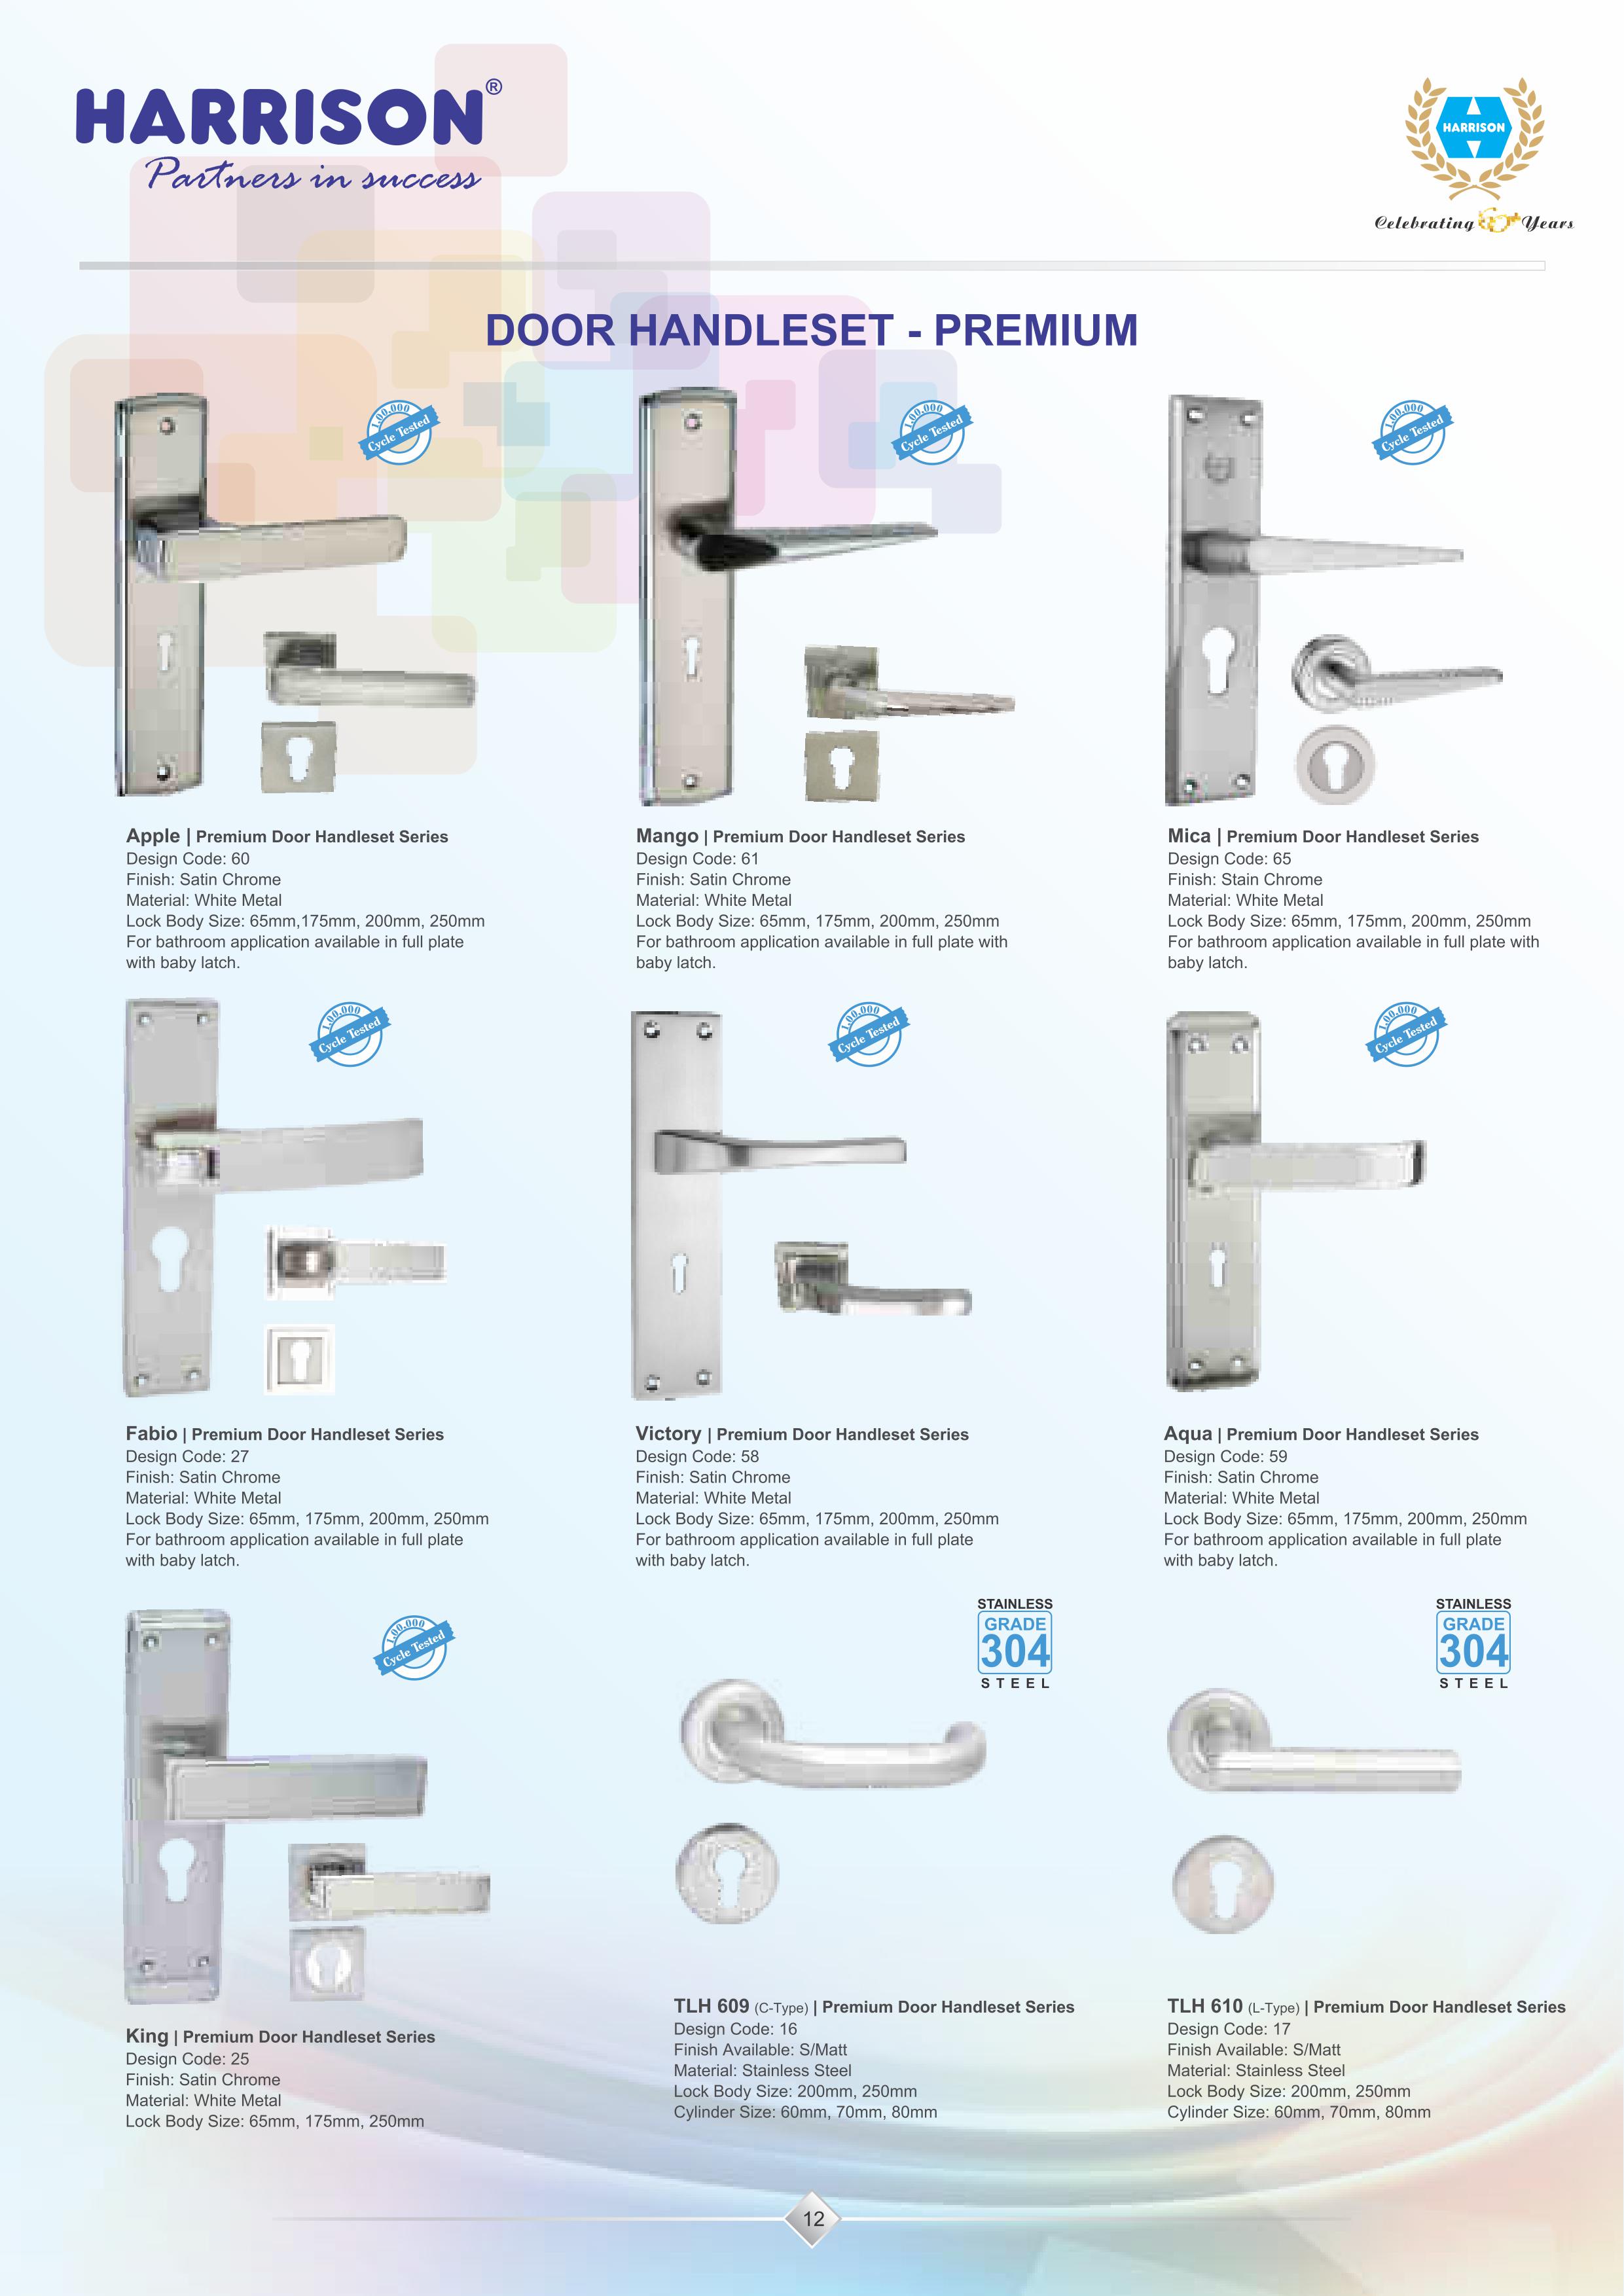 HARRISON®
Partners in success
HARRISON
Celebrating Years
DOOR HANDLESET - PREMIUM
1,00,000
Cycle Tested
1,00,000
Cycle Tested
1,00,000
Cycle Tested
Apple | Premium Door Handleset Series
Design Code: 60
Finish: Satin Chrome
Material: White Metal
Lock Body Size: 65mm,175mm, 200mm, 250mm
For bathroom application available in full plate
with baby latch.
Mango | Premium Door Handleset Series
Design Code: 61
Finish: Satin Chrome
Material: White Metal
Lock Body Size: 65mm, 175mm, 200mm, 250mm
For bathroom application available in full plate with
baby latch.
Mica | Premium Door Handleset Series
Design Code: 65
Finish: Stain Chrome
Material: White Metal
Lock Body Size: 65mm, 175mm, 200mm, 250mm
For bathroom application available in full plate with
baby latch.
1,00,000
Cycle Tested
1,00,000
Cycle Tested
1,00,000
Cycle Tested
Fabio | Premium Door Handleset Series
Design Code: 27
Finish: Satin Chrome
Material: White Metal
Lock Body Size: 65mm, 175mm, 200mm, 250mm
For bathroom application available in full plate
with baby latch.
Victory | Premium Door Handleset Series
Design Code: 58
Finish: Satin Chrome
Material: White Metal
Lock Body Size: 65mm, 175mm, 200mm, 250mm
For bathroom application available in full plate
with baby latch.
Aqua | Premium Door Handleset Series
Design Code: 59
Finish: Satin Chrome
Material: White Metal
Lock Body Size: 65mm, 175mm, 200mm, 250mm
For bathroom application available in full plate
with baby latch.
1,00,000
Cycle Tested
STAINLESS
GRADE
304
STEEL
STAINLESS
GRADE
304
STEEL
King | Premium Door Handleset Series
Design Code: 25
Finish: Satin Chrome
Material: White Metal
Lock Body Size: 65mm, 175mm, 250mm
TLH 609 (C-Type) | Premium Door Handleset Series
Design Code: 16
Finish Available: S/Matt
Material: Stainless Steel
Lock Body Size: 200mm, 250mm
Cylinder Size: 60mm, 70mm, 80mm
TLH 610 (L-Type) | Premium Door Handleset Series
Design Code: 17
Finish Available: S/Matt
Material: Stainless Steel
Lock Body Size: 200mm, 250mm
Cylinder Size: 60mm, 70mm, 80mm
12